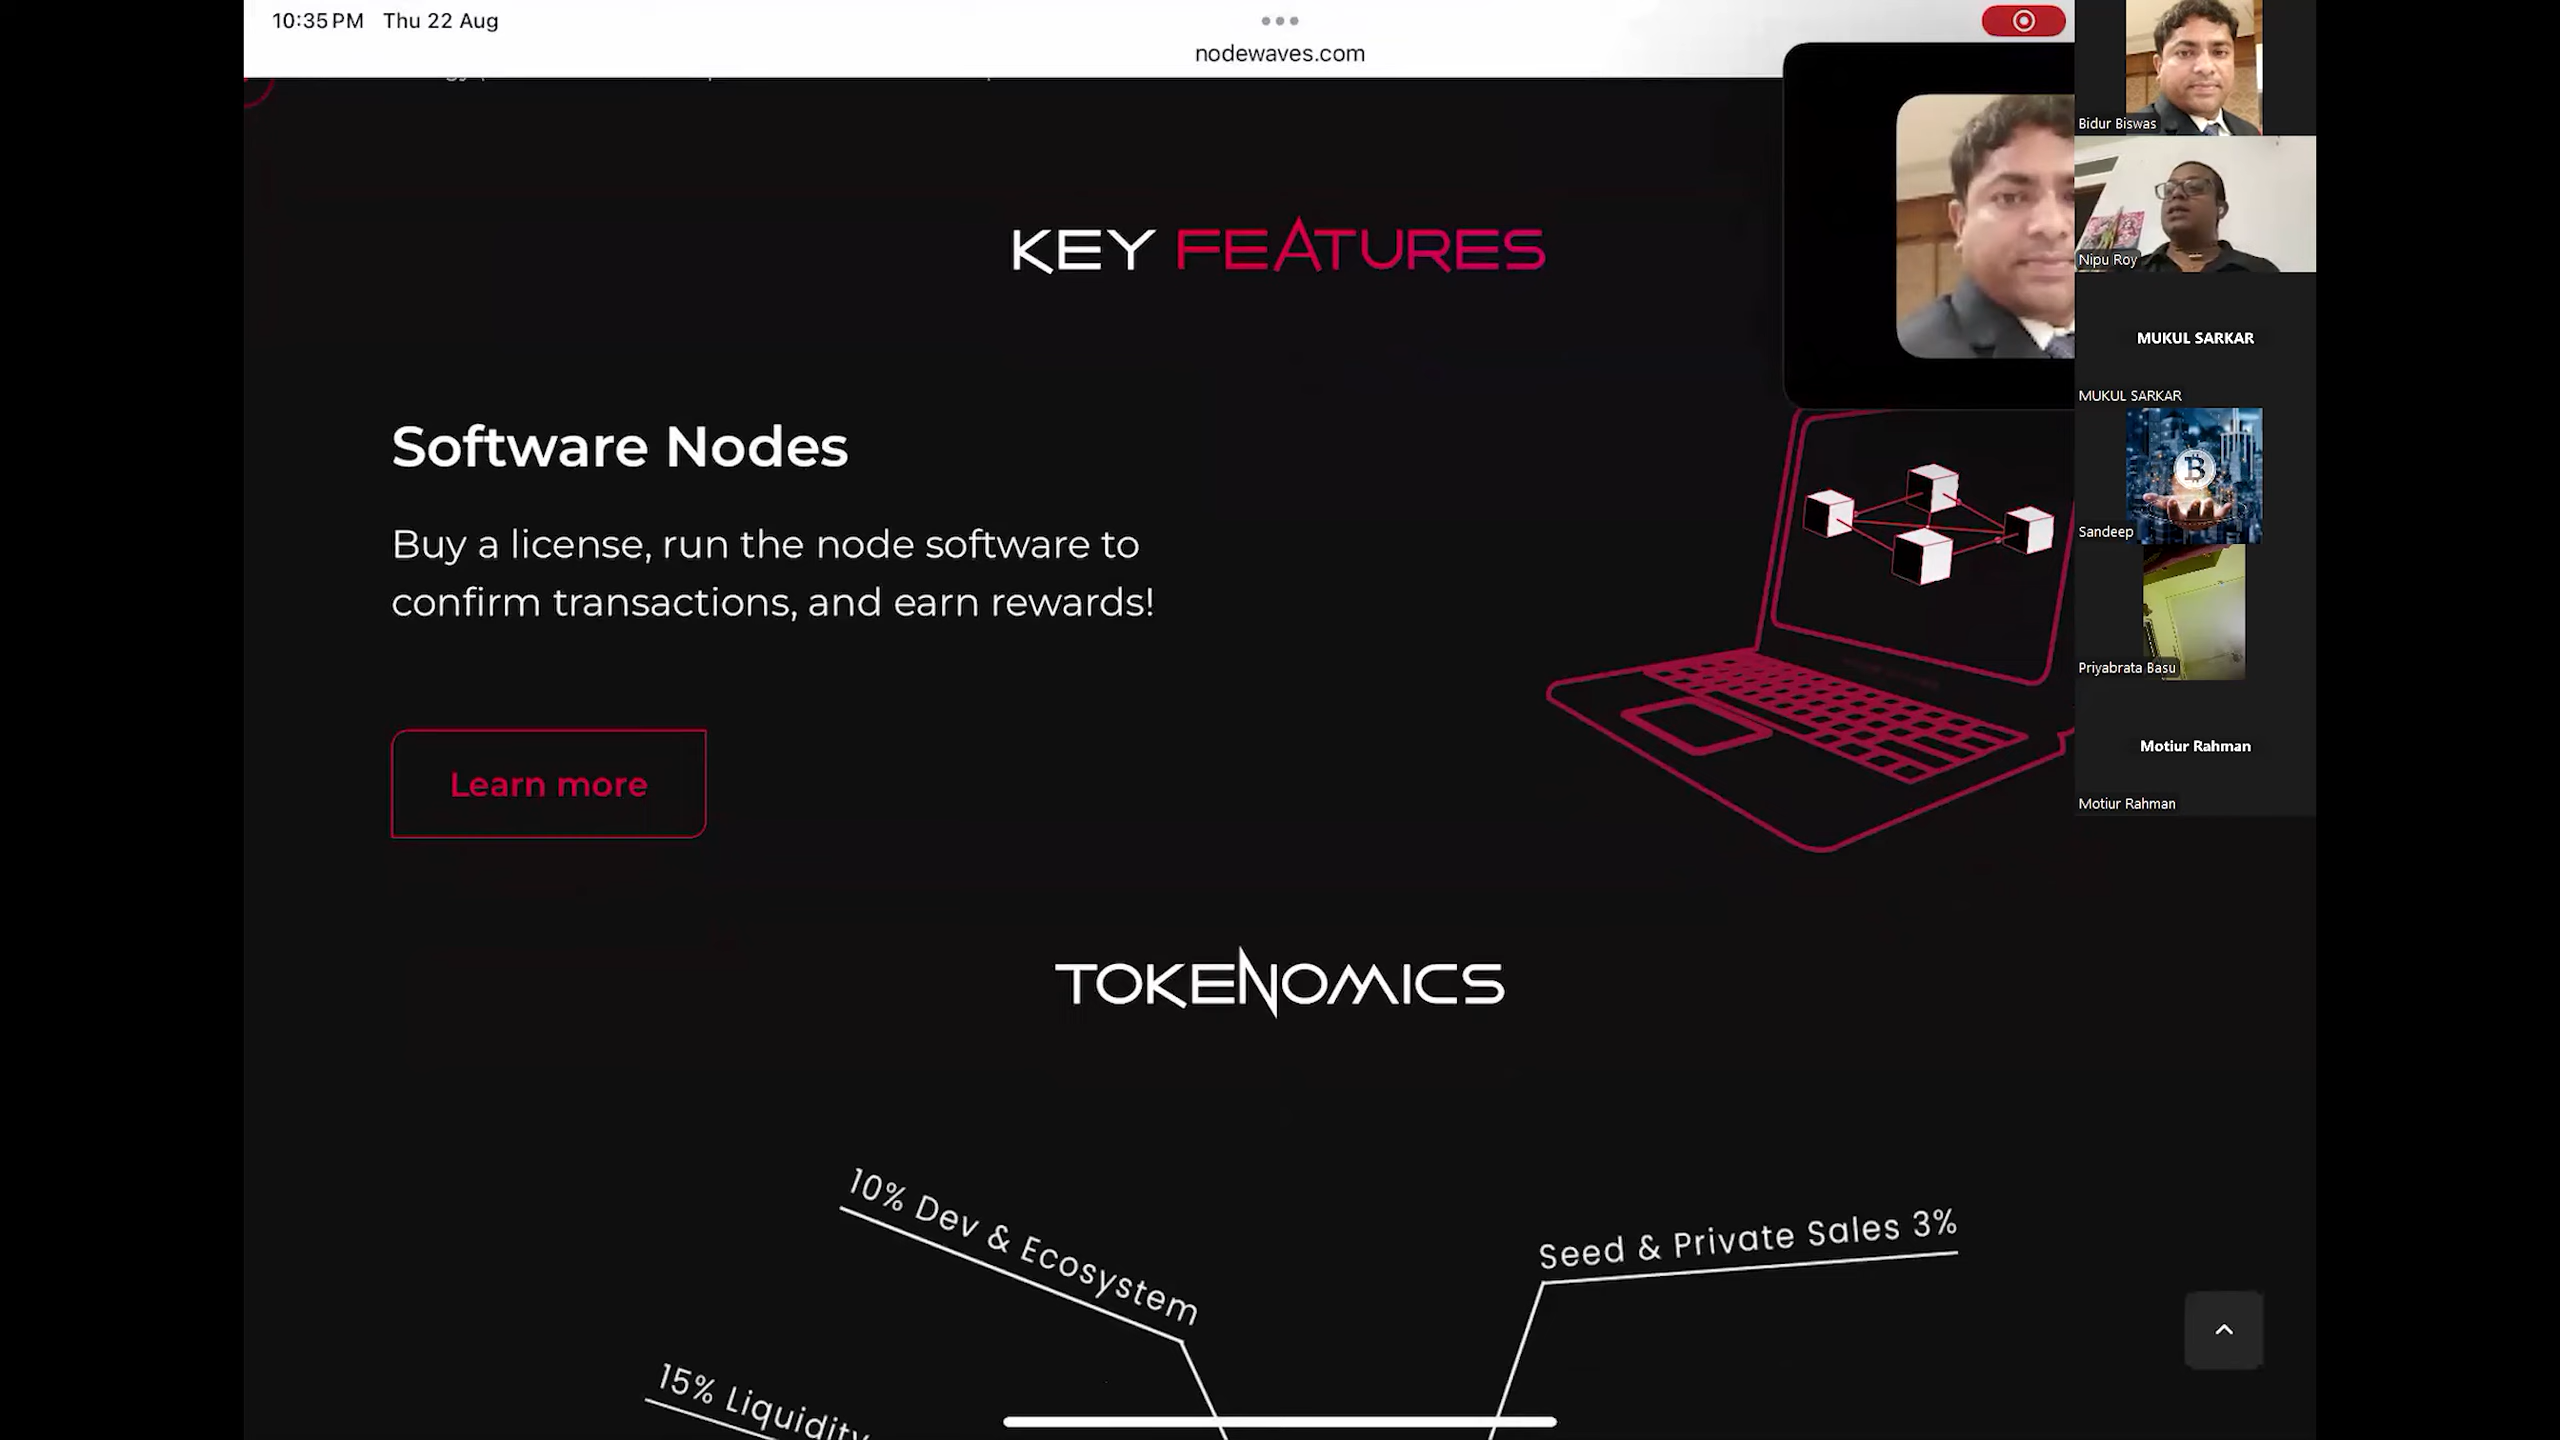 10:35 PM Thu 22 Aug
nodewaves.com
KEY FEATURES
Software Nodes
Buy a license, run the node software to
confirm transactions, and earn rewards!
Learn more
TOKENOMICS
10% Dev & Ecosystem
Seed & Private Sales 3%
15% Liquidity
Bidur Biswas
Nipu Roy
MUKUL SARKAR
MUKUL SARKAR
Sandeep
Priyabrata Basu
Motiur Rahman
Motiur Rahman